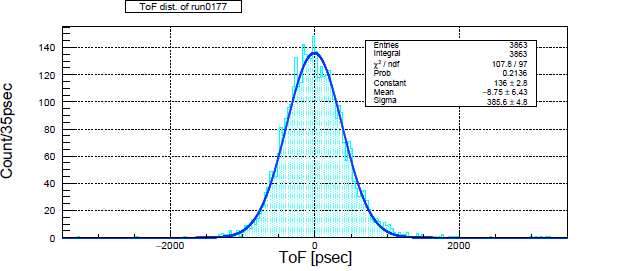 ToF dist. of run0177
Entries 3863
Integral 3863
χ² / ndf 107.8 / 97
Prob 0.2136
Constant 136 ± 2.8
Mean −8.75 ± 6.43
Sigma 385.6 ± 4.8
Count/35psec
140
120
100
80
60
40
20
0
−2000 0 2000
ToF [psec]